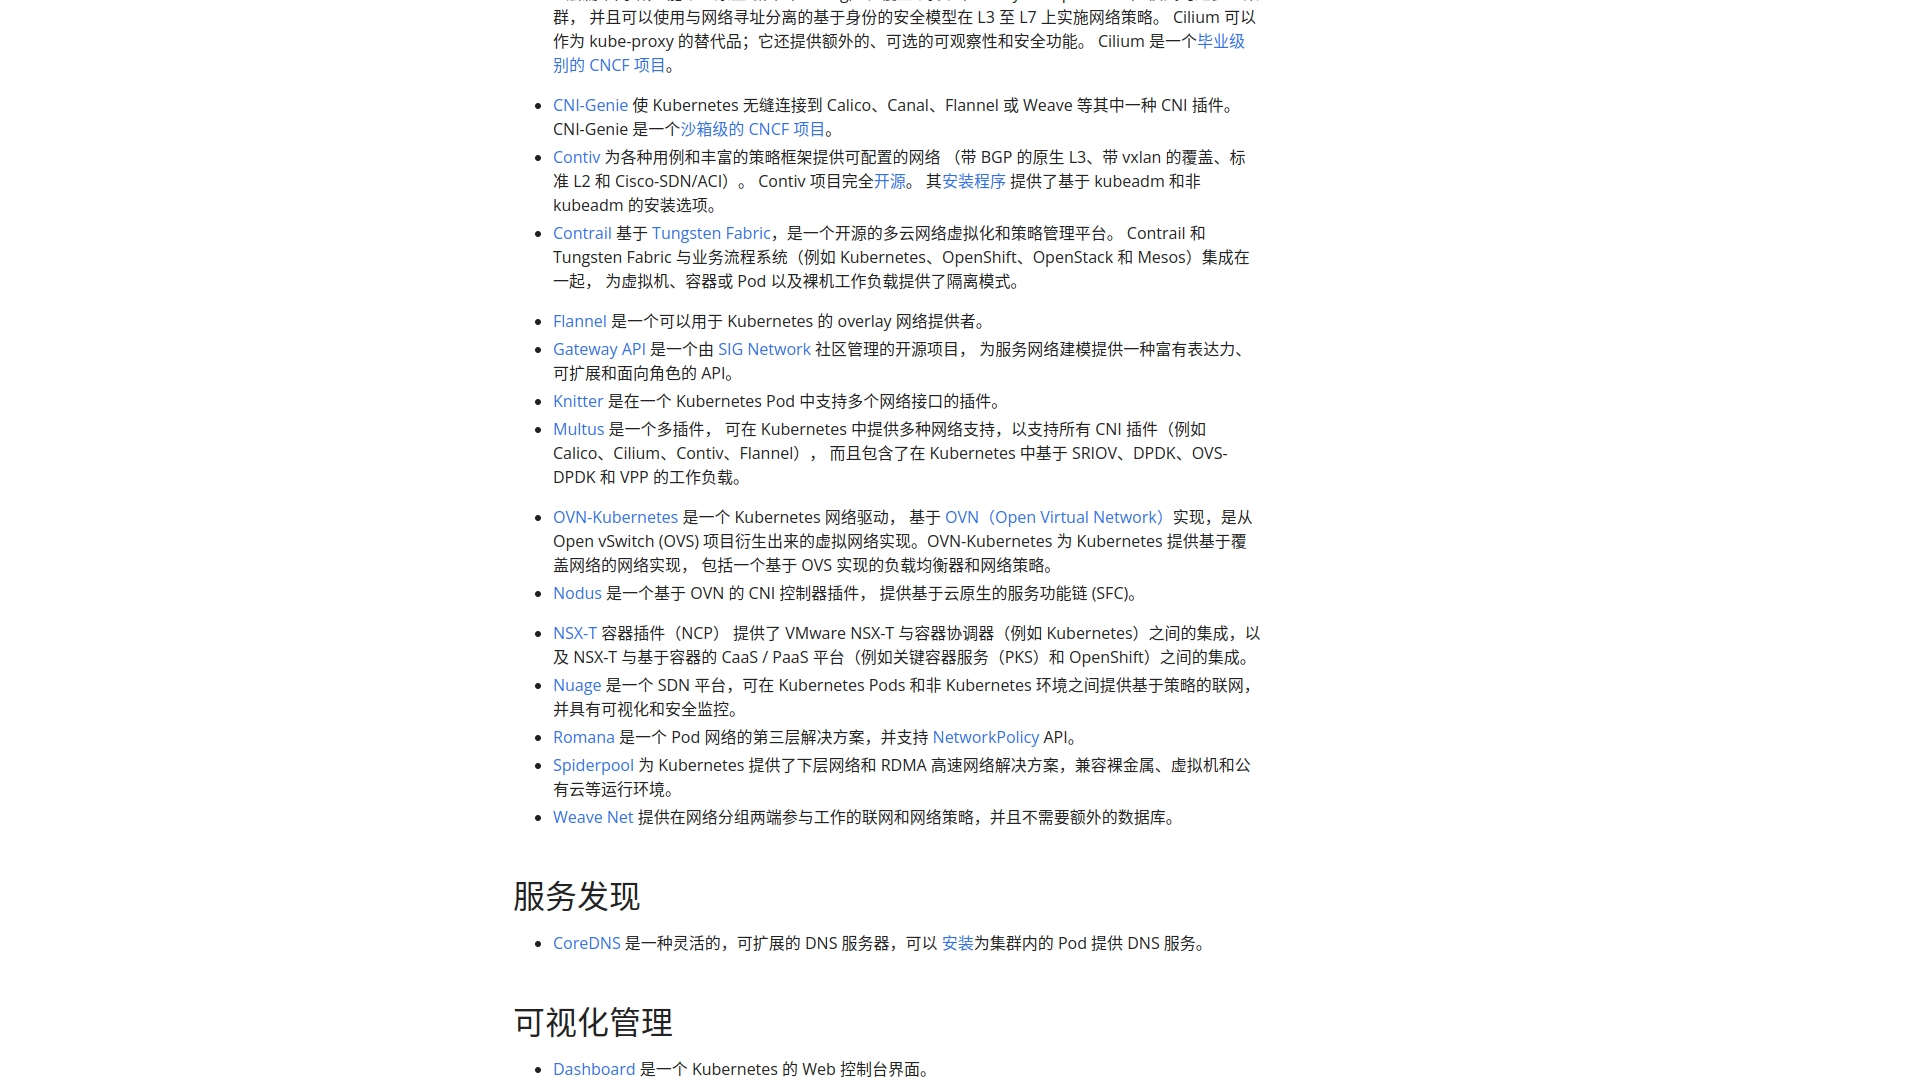 群， 并且可以使用与网络寻址分离的基于身份的安全模型在 L3 至 L7 上实施网络策略。 Cilium 可以
作为 kube-proxy 的替代品；它还提供额外的、可选的可观察性和安全功能。 Cilium 是一个毕业级
别的 CNCF 项目。
CNI-Genie 使 Kubernetes 无缝连接到 Calico、Canal、Flannel 或 Weave 等其中一种 CNI 插件。
CNI-Genie 是一个沙箱级的 CNCF 项目。
Contiv 为各种用例和丰富的策略框架提供可配置的网络 （带 BGP 的原生 L3、带 vxlan 的覆盖、标
准 L2 和 Cisco-SDN/ACI）。 Contiv 项目完全开源。 其安装程序 提供了基于 kubeadm 和非
kubeadm 的安装选项。
Contrail 基于 Tungsten Fabric，是一个开源的多云网络虚拟化和策略管理平台。 Contrail 和
Tungsten Fabric 与业务流程系统（例如 Kubernetes、OpenShift、OpenStack 和 Mesos）集成在
一起， 为虚拟机、容器或 Pod 以及裸机工作负载提供了隔离模式。
Flannel 是一个可以用于 Kubernetes 的 overlay 网络提供者。
Gateway API 是一个由 SIG Network 社区管理的开源项目， 为服务网络建模提供一种富有表达力、
可扩展和面向角色的 API。
Knitter 是在一个 Kubernetes Pod 中支持多个网络接口的插件。
Multus 是一个多插件， 可在 Kubernetes 中提供多种网络支持，以支持所有 CNI 插件（例如
Calico、Cilium、Contiv、Flannel）， 而且包含了在 Kubernetes 中基于 SRIOV、DPDK、OVS-
DPDK 和 VPP 的工作负载。
OVN-Kubernetes 是一个 Kubernetes 网络驱动， 基于 OVN（Open Virtual Network）实现，是从
Open vSwitch (OVS) 项目衍生出来的虚拟网络实现。OVN-Kubernetes 为 Kubernetes 提供基于覆
盖网络的网络实现， 包括一个基于 OVS 实现的负载均衡器和网络策略。
Nodus 是一个基于 OVN 的 CNI 控制器插件， 提供基于云原生的服务功能链 (SFC)。
NSX-T 容器插件（NCP） 提供了 VMware NSX-T 与容器协调器（例如 Kubernetes）之间的集成，以
及 NSX-T 与基于容器的 CaaS / PaaS 平台（例如关键容器服务（PKS）和 OpenShift）之间的集成。
Nuage 是一个 SDN 平台，可在 Kubernetes Pods 和非 Kubernetes 环境之间提供基于策略的联网，
并具有可视化和安全监控。
Romana 是一个 Pod 网络的第三层解决方案，并支持 NetworkPolicy API。
Spiderpool 为 Kubernetes 提供了下层网络和 RDMA 高速网络解决方案，兼容裸金属、虚拟机和公
有云等运行环境。
Weave Net 提供在网络分组两端参与工作的联网和网络策略，并且不需要额外的数据库。
服务发现
CoreDNS 是一种灵活的，可扩展的 DNS 服务器，可以 安装为集群内的 Pod 提供 DNS 服务。
可视化管理
Dashboard 是一个 Kubernetes 的 Web 控制台界面。